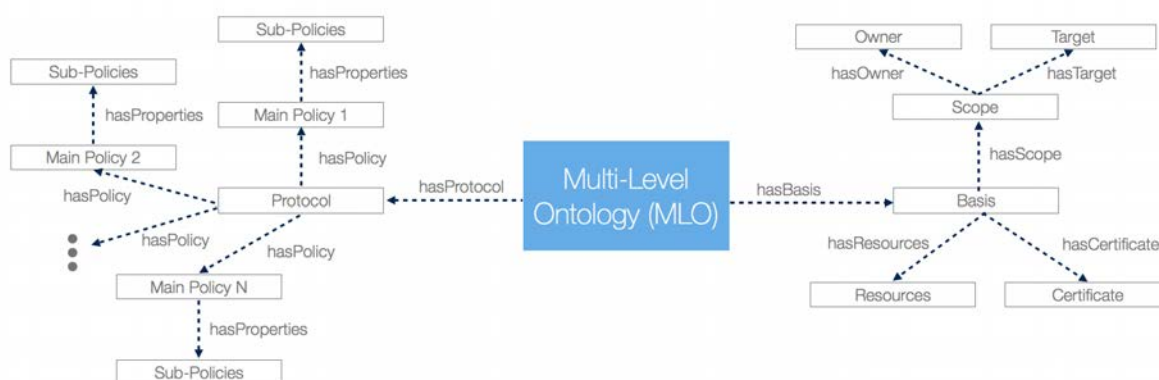 Sub-Policies
Owner
Target
hasOwner
hasTarget
Sub-Policies
hasProperties
Main Policy 1
Scope
hasProperties
Main Policy 2
hasPolicy
hasScope
hasPolicy
Protocol
hasProtocol
Multi-Level
Ontology (MLO)
hasBasis
Basis
hasPolicy
hasPolicy
hasResources
hasCertificate
Main Policy N
Resources
Certificate
hasProperties
Sub-Policies